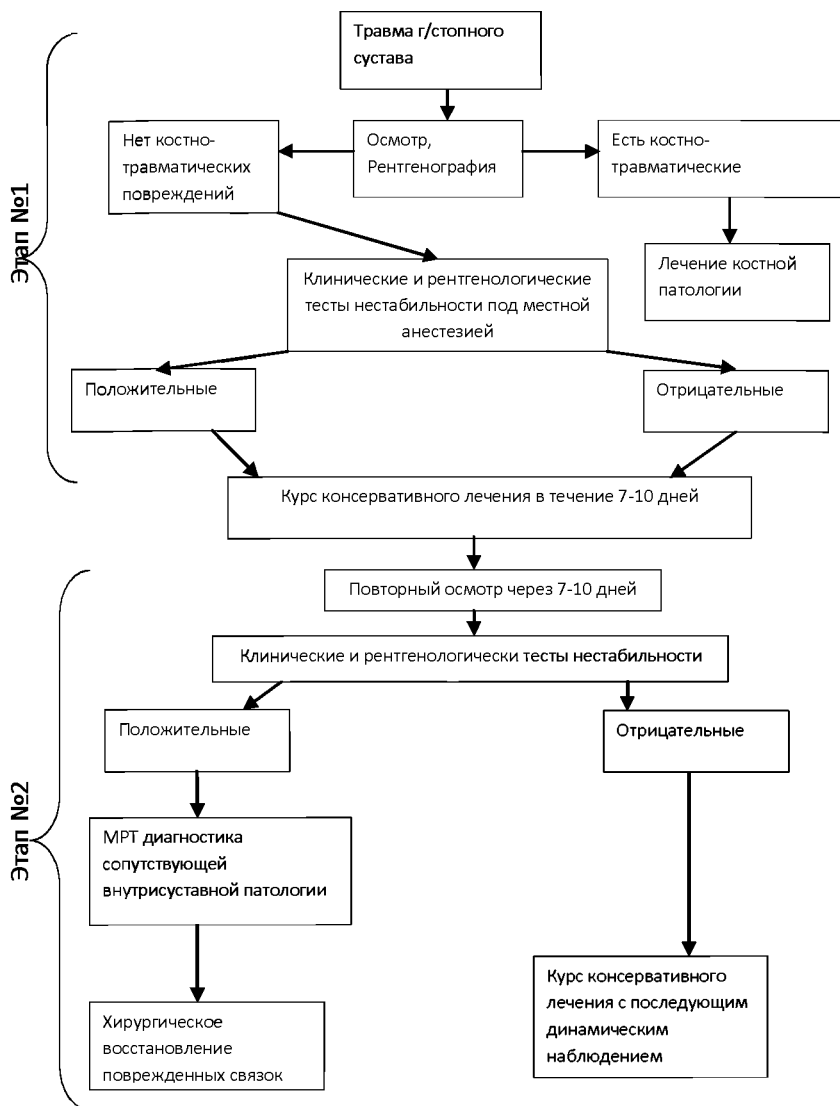 Этап №1
Травма г/стопного
сустава
Нет костно-
травматических
повреждений
Осмотр,
Рентгенография
Есть костно-
травматические
Лечение костной
патологии
Клинические и рентгенологические
тесты нестабильности под местной
анестезией
Положительные
Отрицательные
Курс консервативного лечения в течение 7-10 дней
Этап №2
Повторный осмотр через 7-10 дней
Клинические и рентгенологически тесты нестабильности
Положительные
Отрицательные
МРТ диагностика
сопутствующей
внутрисуставной патологии
Хирургическое
восстановление
поврежденных связок
Курс консервативного
лечения с последующим
динамическим
наблюдением